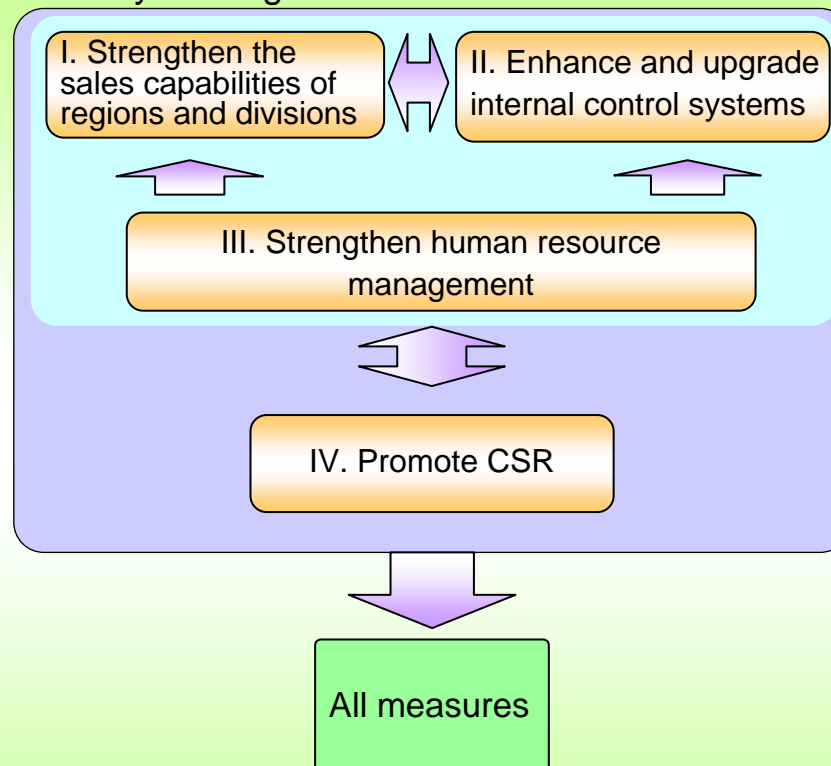 I. Strengthen the
sales capabilities of
regions and divisions
II. Enhance and upgrade
internal control systems
III. Strengthen human resource
management
IV. Promote CSR
All measures